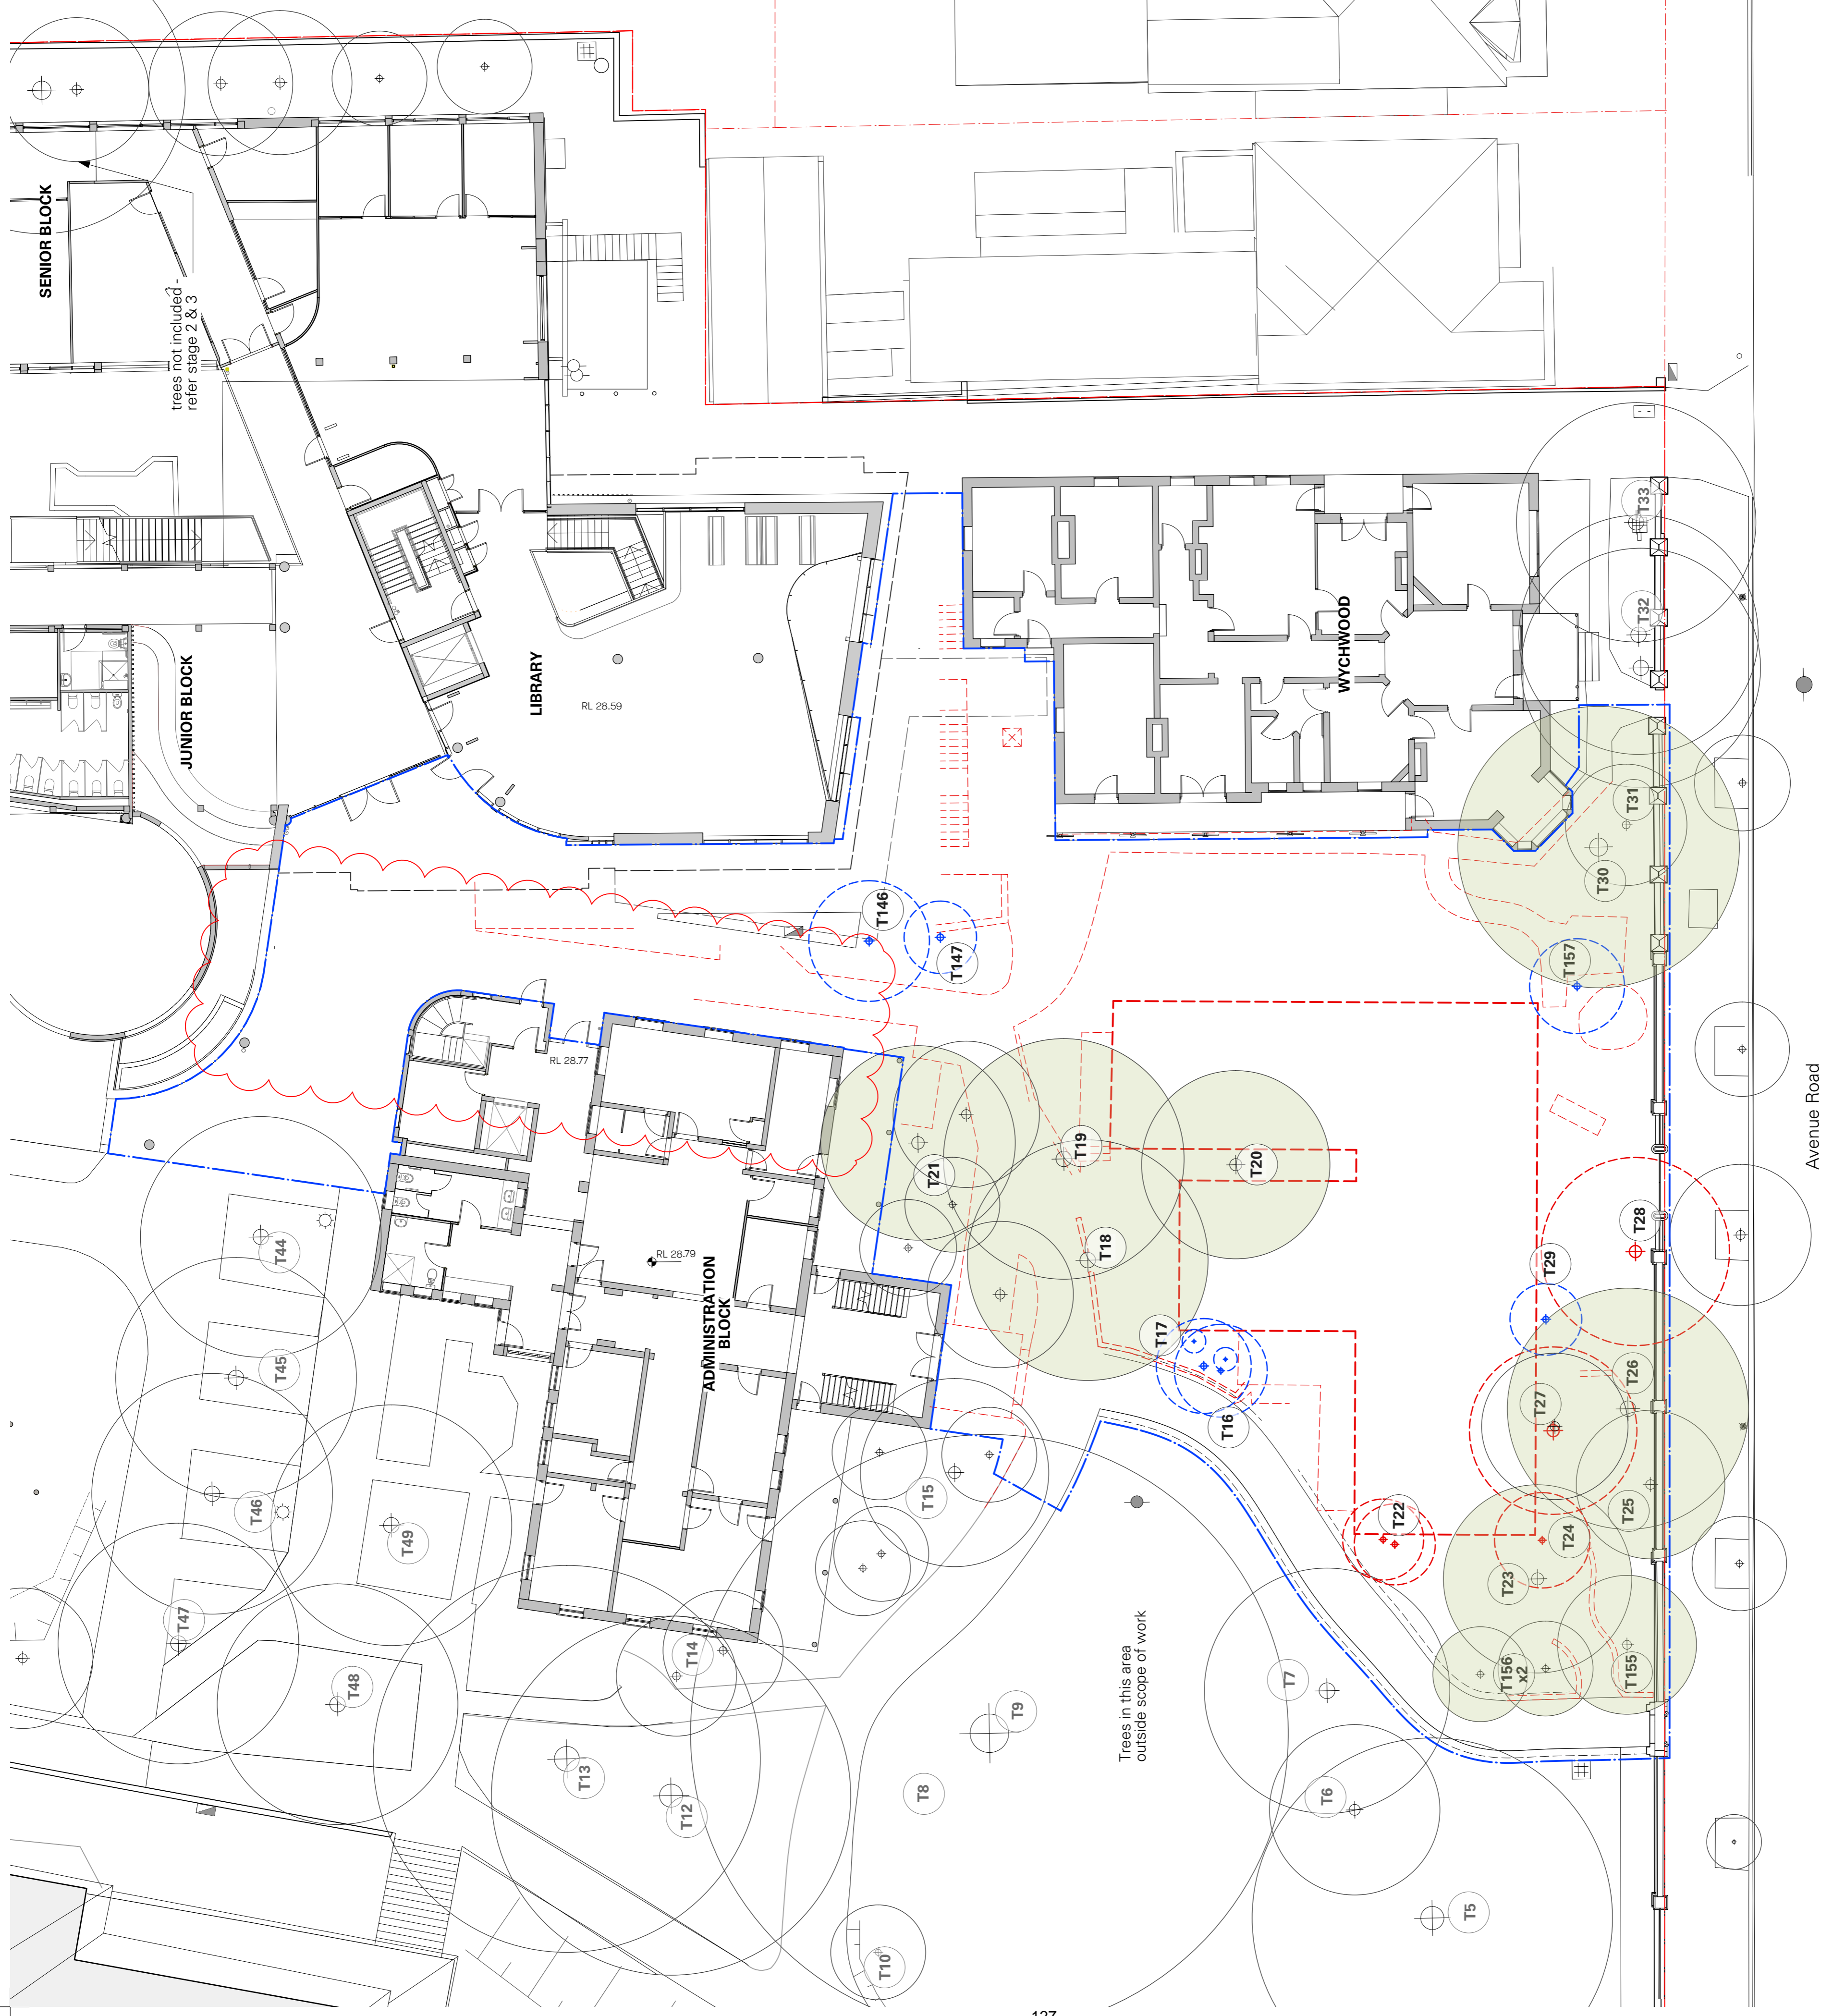 SENIOR BLOCK
trees not included -
refer stage 2 & 3
JUNIOR BLOCK
LIBRARY
RL 28.59
WYCHWOOD
T33
T32
T31
T30
T157
T146
T147
RL 28.77
RL 28.79
ADMINISTRATION
BLOCK
T21
T19
T20
T18
T17
T16
T28
T29
T27
T26
T25
T24
T23
T22
T156
x2
T155
T44
T45
T46
T47
T48
T49
T15
T14
T13
T12
T10
T9
T8
T7
T6
T5
Trees in this area
outside scope of work
Avenue Road